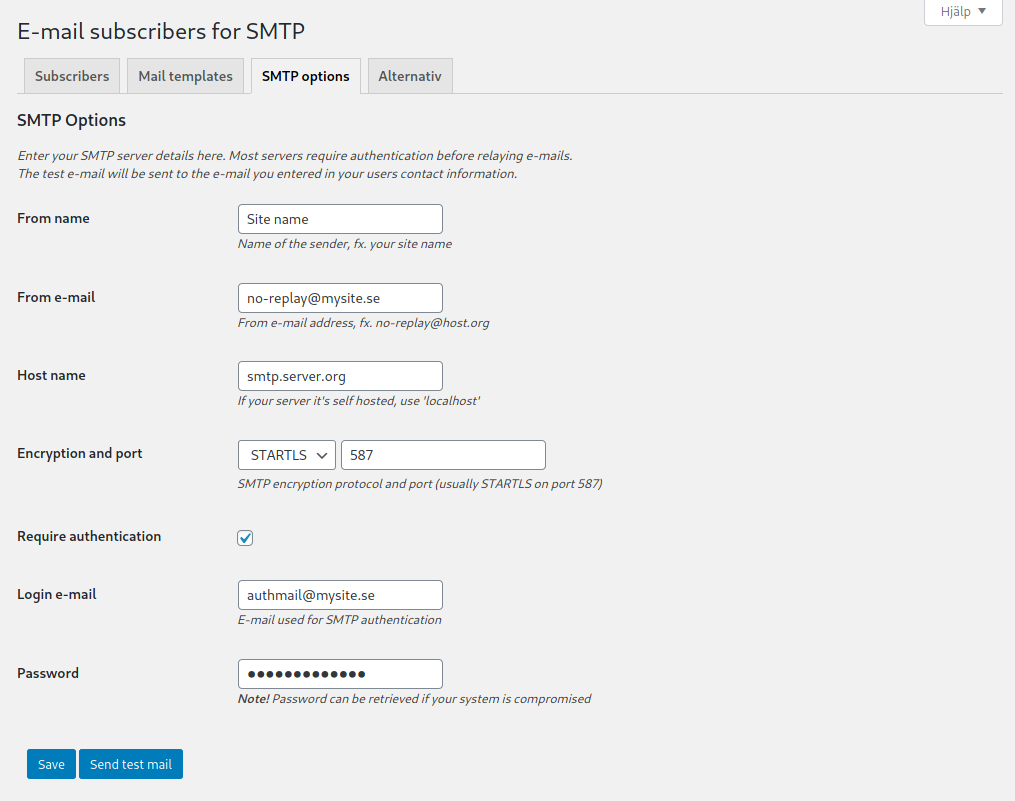 Hjälp
E-mail subscribers for SMTP
Subscribers Mail templates SMTP options Alternativ
SMTP Options
Enter your SMTP server details here. Most servers require authentication before relaying e-mails.
The test e-mail will be sent to the e-mail you entered in your users contact information.
From name Site name
Name of the sender, fx. your site name
From e-mail no-replay@mysite.se
From e-mail address, fx. no-replay@host.org
Host name smtp.server.org
If your server it's self hosted, use 'localhost'
Encryption and port STARTLS 587
SMTP encryption protocol and port (usually STARTLS on port 587)
Require authentication
Login e-mail authmail@mysite.se
E-mail used for SMTP authentication
Password •••••••••••••
Note! Password can be retrieved if your system is compromised
Save Send test mail